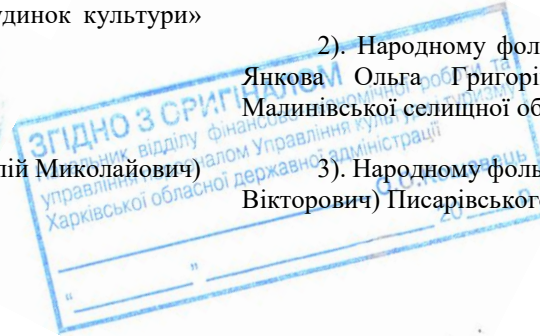 удинок культури»
2). Народному фол
Янкова Ольга Григорі
Малинівської селищної об
лій Миколайович)
3). Народному фольк
Вікторович) Писарівського
ЗГІДНО З ОРИГІНАЛОМ
Начальник відділу фінансово-економічної роботи та
управління персоналом Управління культури і туризму
Харківської обласної державної адміністрації
" " 20 р.